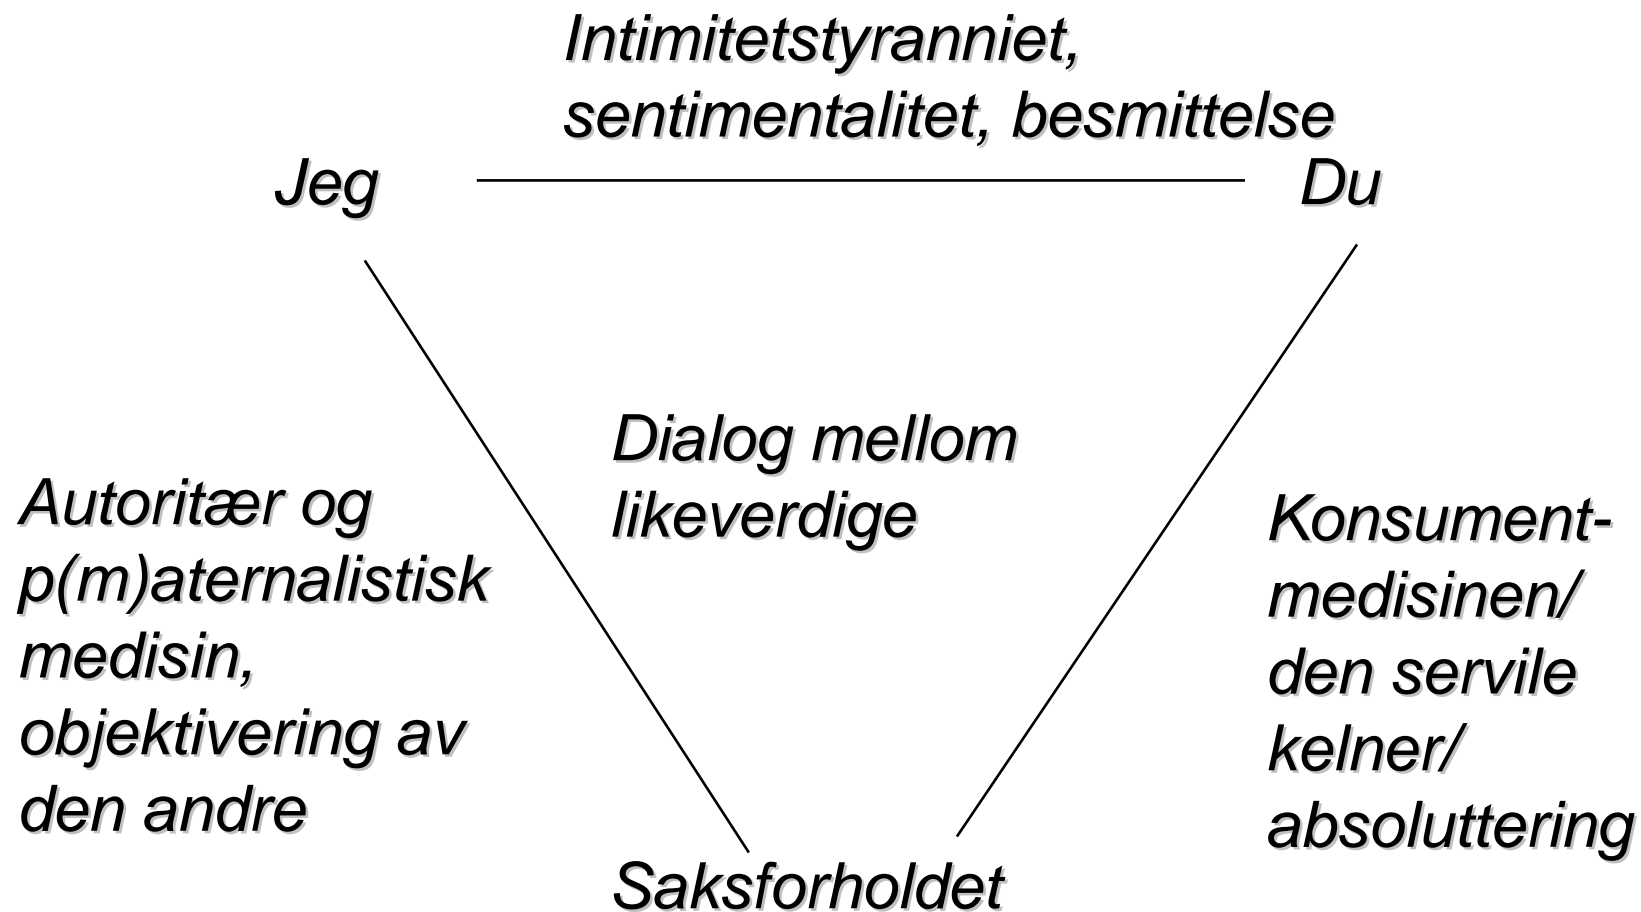 Intimitetstyranniet,
sentimentalitet, besmittelse
Jeg
Du
Dialog mellom
likeverdige
Autoritær og
p(m)aternalistisk
medisin,
objektivering av
den andre
Konsument-
medisinen/
den servile
kelner/
absoluttering
Saksforholdet